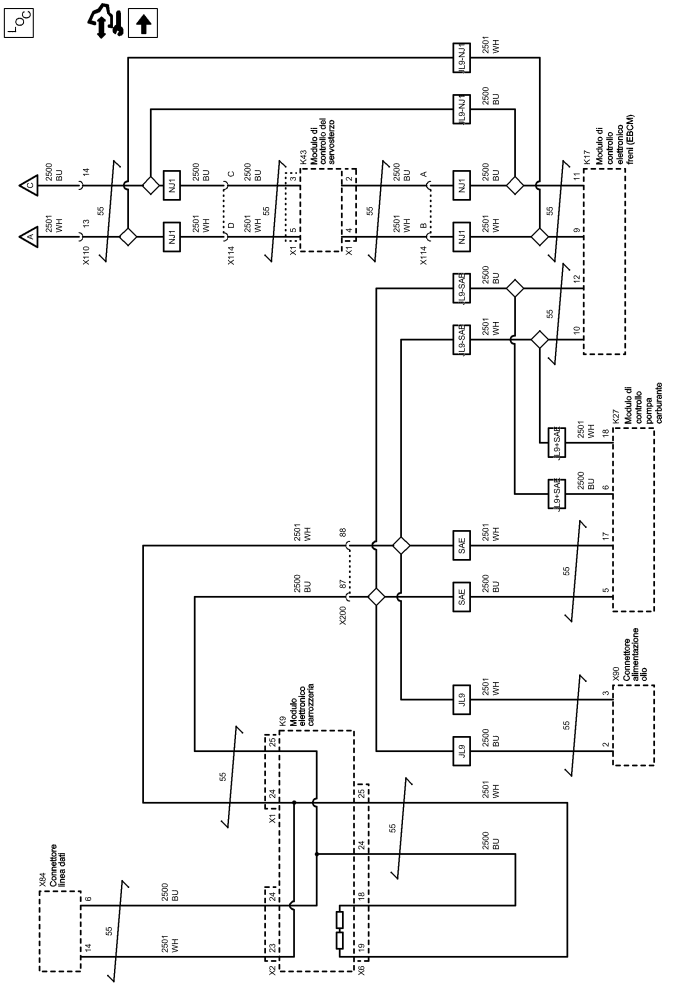 LOC
X84
Connettore
linea dati
14
6
55
2501
WH
2500
BU
A
C
2501
WH
2500
BU
X110
13
14
55
NJ1
NJ1
2501
WH
2500
BU
X114
D
C
2501
WH
2500
BU
55
X1
5
3
K43
Modulo di
controllo del
servosterzo
X1
4
2
55
2501
WH
2500
BU
X114
B
A
NJ1
NJ1
JL9-NJ1
JL9-NJ1
2501
WH
2500
BU
2500
BU
2501
WH
55
9
11
K17
Modulo di
controllo
elettronico
freni (EBCM)
10
12
55
JL9-SAE
JL9-SAE
2501
WH
2500
BU
55
X2
23
24
X1
24
25
K9
Modulo
elettronico
carrozzeria
X6
19
18
24
25
55
2500
BU
2501
WH
2500
BU
2501
WH
X200
87
88
JL9
JL9
2500
BU
2501
WH
55
2
3
X90
Connettore
alimentazione
olio
SAE
SAE
2500
BU
2501
WH
55
5
17
JL9+SAE
JL9+SAE
2500
BU
2501
WH
6
18
K27
Modulo di
controllo
pompa
carburante